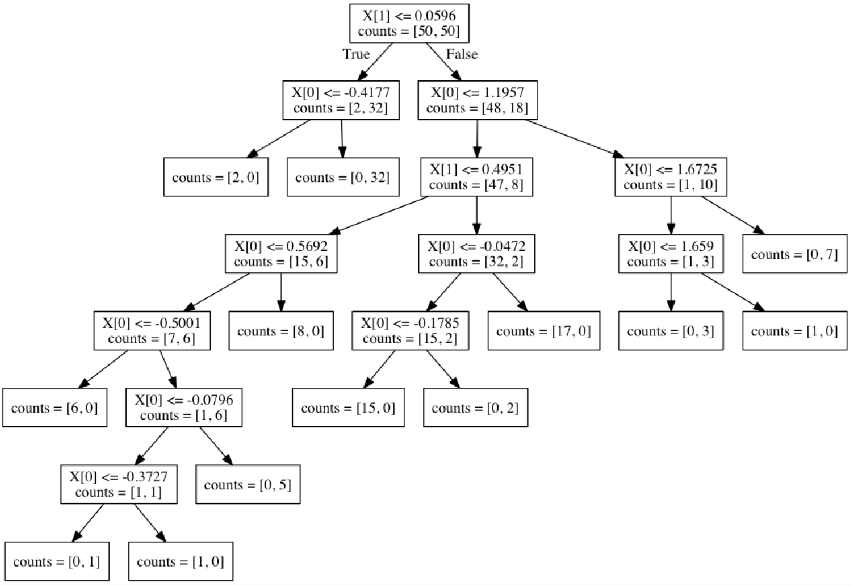 X[1] <= 0.0596
counts = [50, 50]
True
False
X[0] <= -0.4177
counts = [2, 32]
X[0] <= 1.1957
counts = [48, 18]
counts = [2, 0]
counts = [0, 32]
X[1] <= 0.4951
counts = [47, 8]
X[0] <= 1.6725
counts = [1, 10]
X[0] <= 0.5692
counts = [15, 6]
X[0] <= -0.0472
counts = [32, 2]
X[0] <= 1.659
counts = [1, 3]
counts = [0, 7]
X[0] <= -0.5001
counts = [7, 6]
counts = [8, 0]
X[0] <= -0.1785
counts = [15, 2]
counts = [17, 0]
counts = [0, 3]
counts = [1, 0]
counts = [6, 0]
X[0] <= -0.0796
counts = [1, 6]
counts = [15, 0]
counts = [0, 2]
X[0] <= -0.3727
counts = [1, 1]
counts = [0, 5]
counts = [0, 1]
counts = [1, 0]